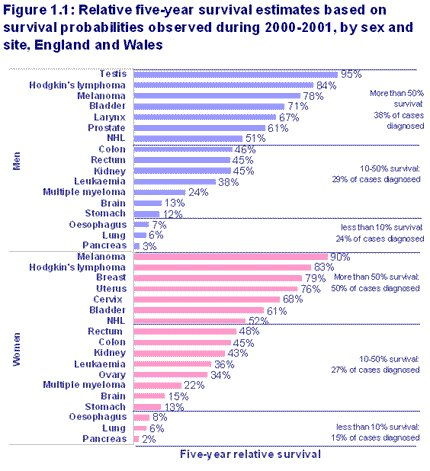 Figure 1.1: Relative five-year survival estimates based on
survival probabilities observed during 2000-2001, by sex and
site, England and Wales
Men
Testis 95%
Hodgkin's lymphoma 84%
Melanoma 78%
Bladder 71%
Larynx 67%
Prostate 61%
NHL 51%
More than 50%
survival:
38% of cases
diagnosed
Colon 46%
Rectum 45%
Kidney 45%
Leukaemia 38%
Multiple myeloma 24%
Brain 13%
Stomach 12%
10-50% survival:
29% of cases diagnosed
Oesophagus 7%
Lung 6%
Pancreas 3%
less than 10% survival
24% of cases diagnosed
Women
Melanoma 90%
Hodgkin's lymphoma 83%
Breast 79%
Uterus 76%
Cervix 68%
Bladder 61%
NHL 52%
More than 50% survival:
50% of cases diagnosed
Rectum 48%
Colon 45%
Kidney 43%
Leukaemia 36%
Ovary 34%
Multiple myeloma 22%
Brain 15%
Stomach 13%
10-50% survival:
27% of cases diagnosed
Oesophagus 8%
Lung 6%
Pancreas 2%
less than 10% survival:
15% of cases diagnosed
Five-year relative survival